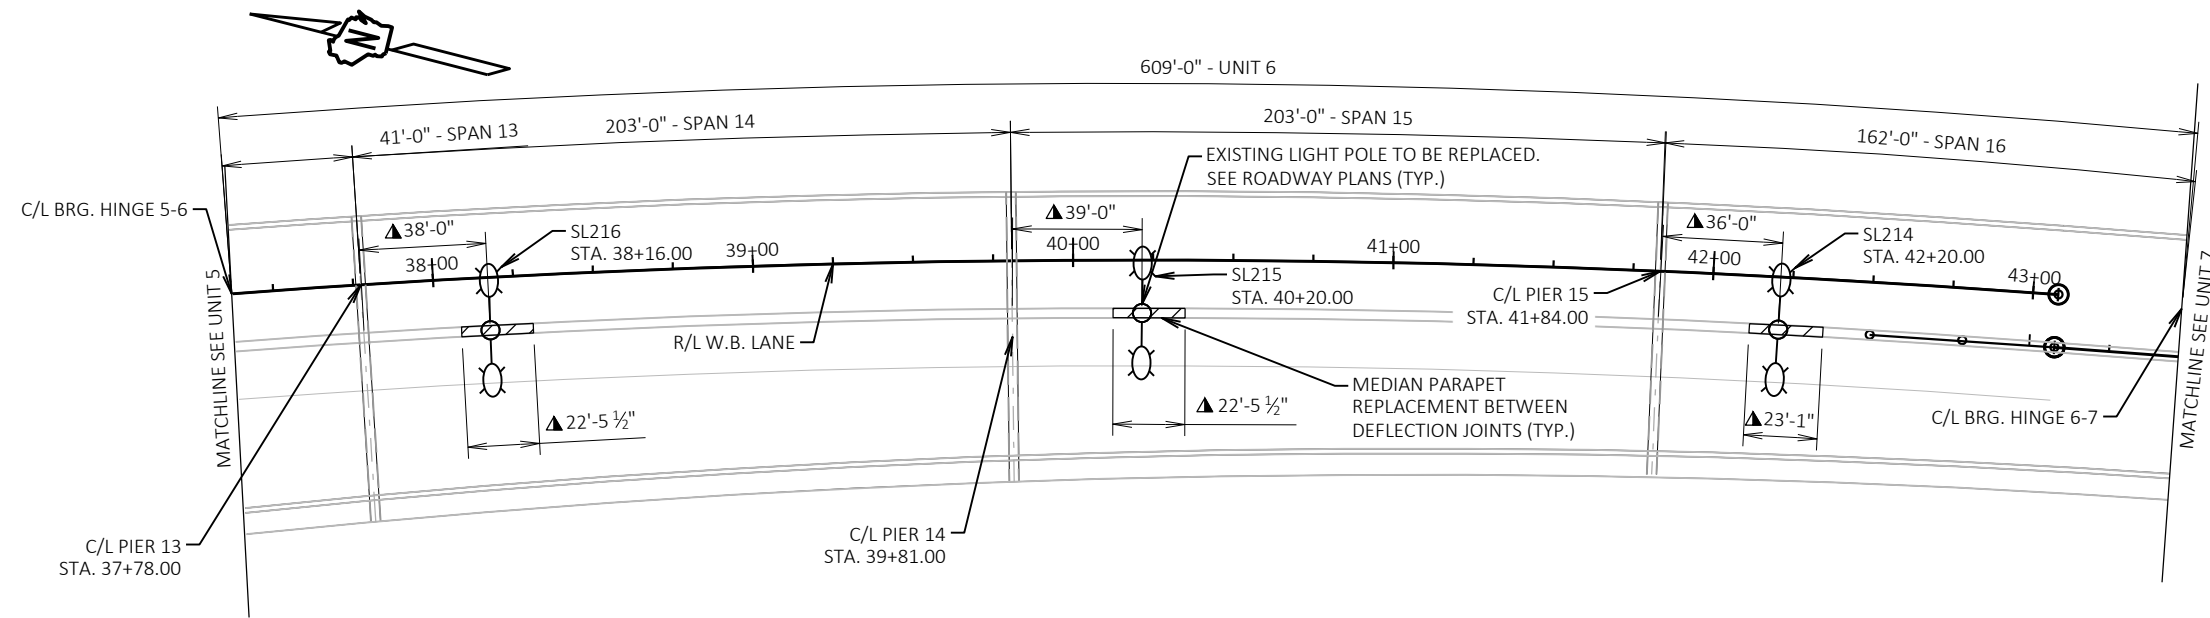 N
609'-0" - UNIT 6
41'-0" - SPAN 13
203'-0" - SPAN 14
203'-0" - SPAN 15
162'-0" - SPAN 16
EXISTING LIGHT POLE TO BE REPLACED.
SEE ROADWAY PLANS (TYP.)
C/L BRG. HINGE 5-6
38'-0"
SL216
STA. 38+16.00
39'-0"
36'-0"
SL214
STA. 42+20.00
38+00
39+00
40+00
41+00
42+00
43+00
SL215
STA. 40+20.00
C/L PIER 15
STA. 41+84.00
R/L W.B. LANE
MATCHLINE SEE UNIT 5
MATCHLINE SEE UNIT 7
MEDIAN PARAPET
REPLACEMENT BETWEEN
DEFLECTION JOINTS (TYP.)
22'-5 ½"
22'-5 ½"
23'-1"
C/L BRG. HINGE 6-7
C/L PIER 13
STA. 37+78.00
C/L PIER 14
STA. 39+81.00